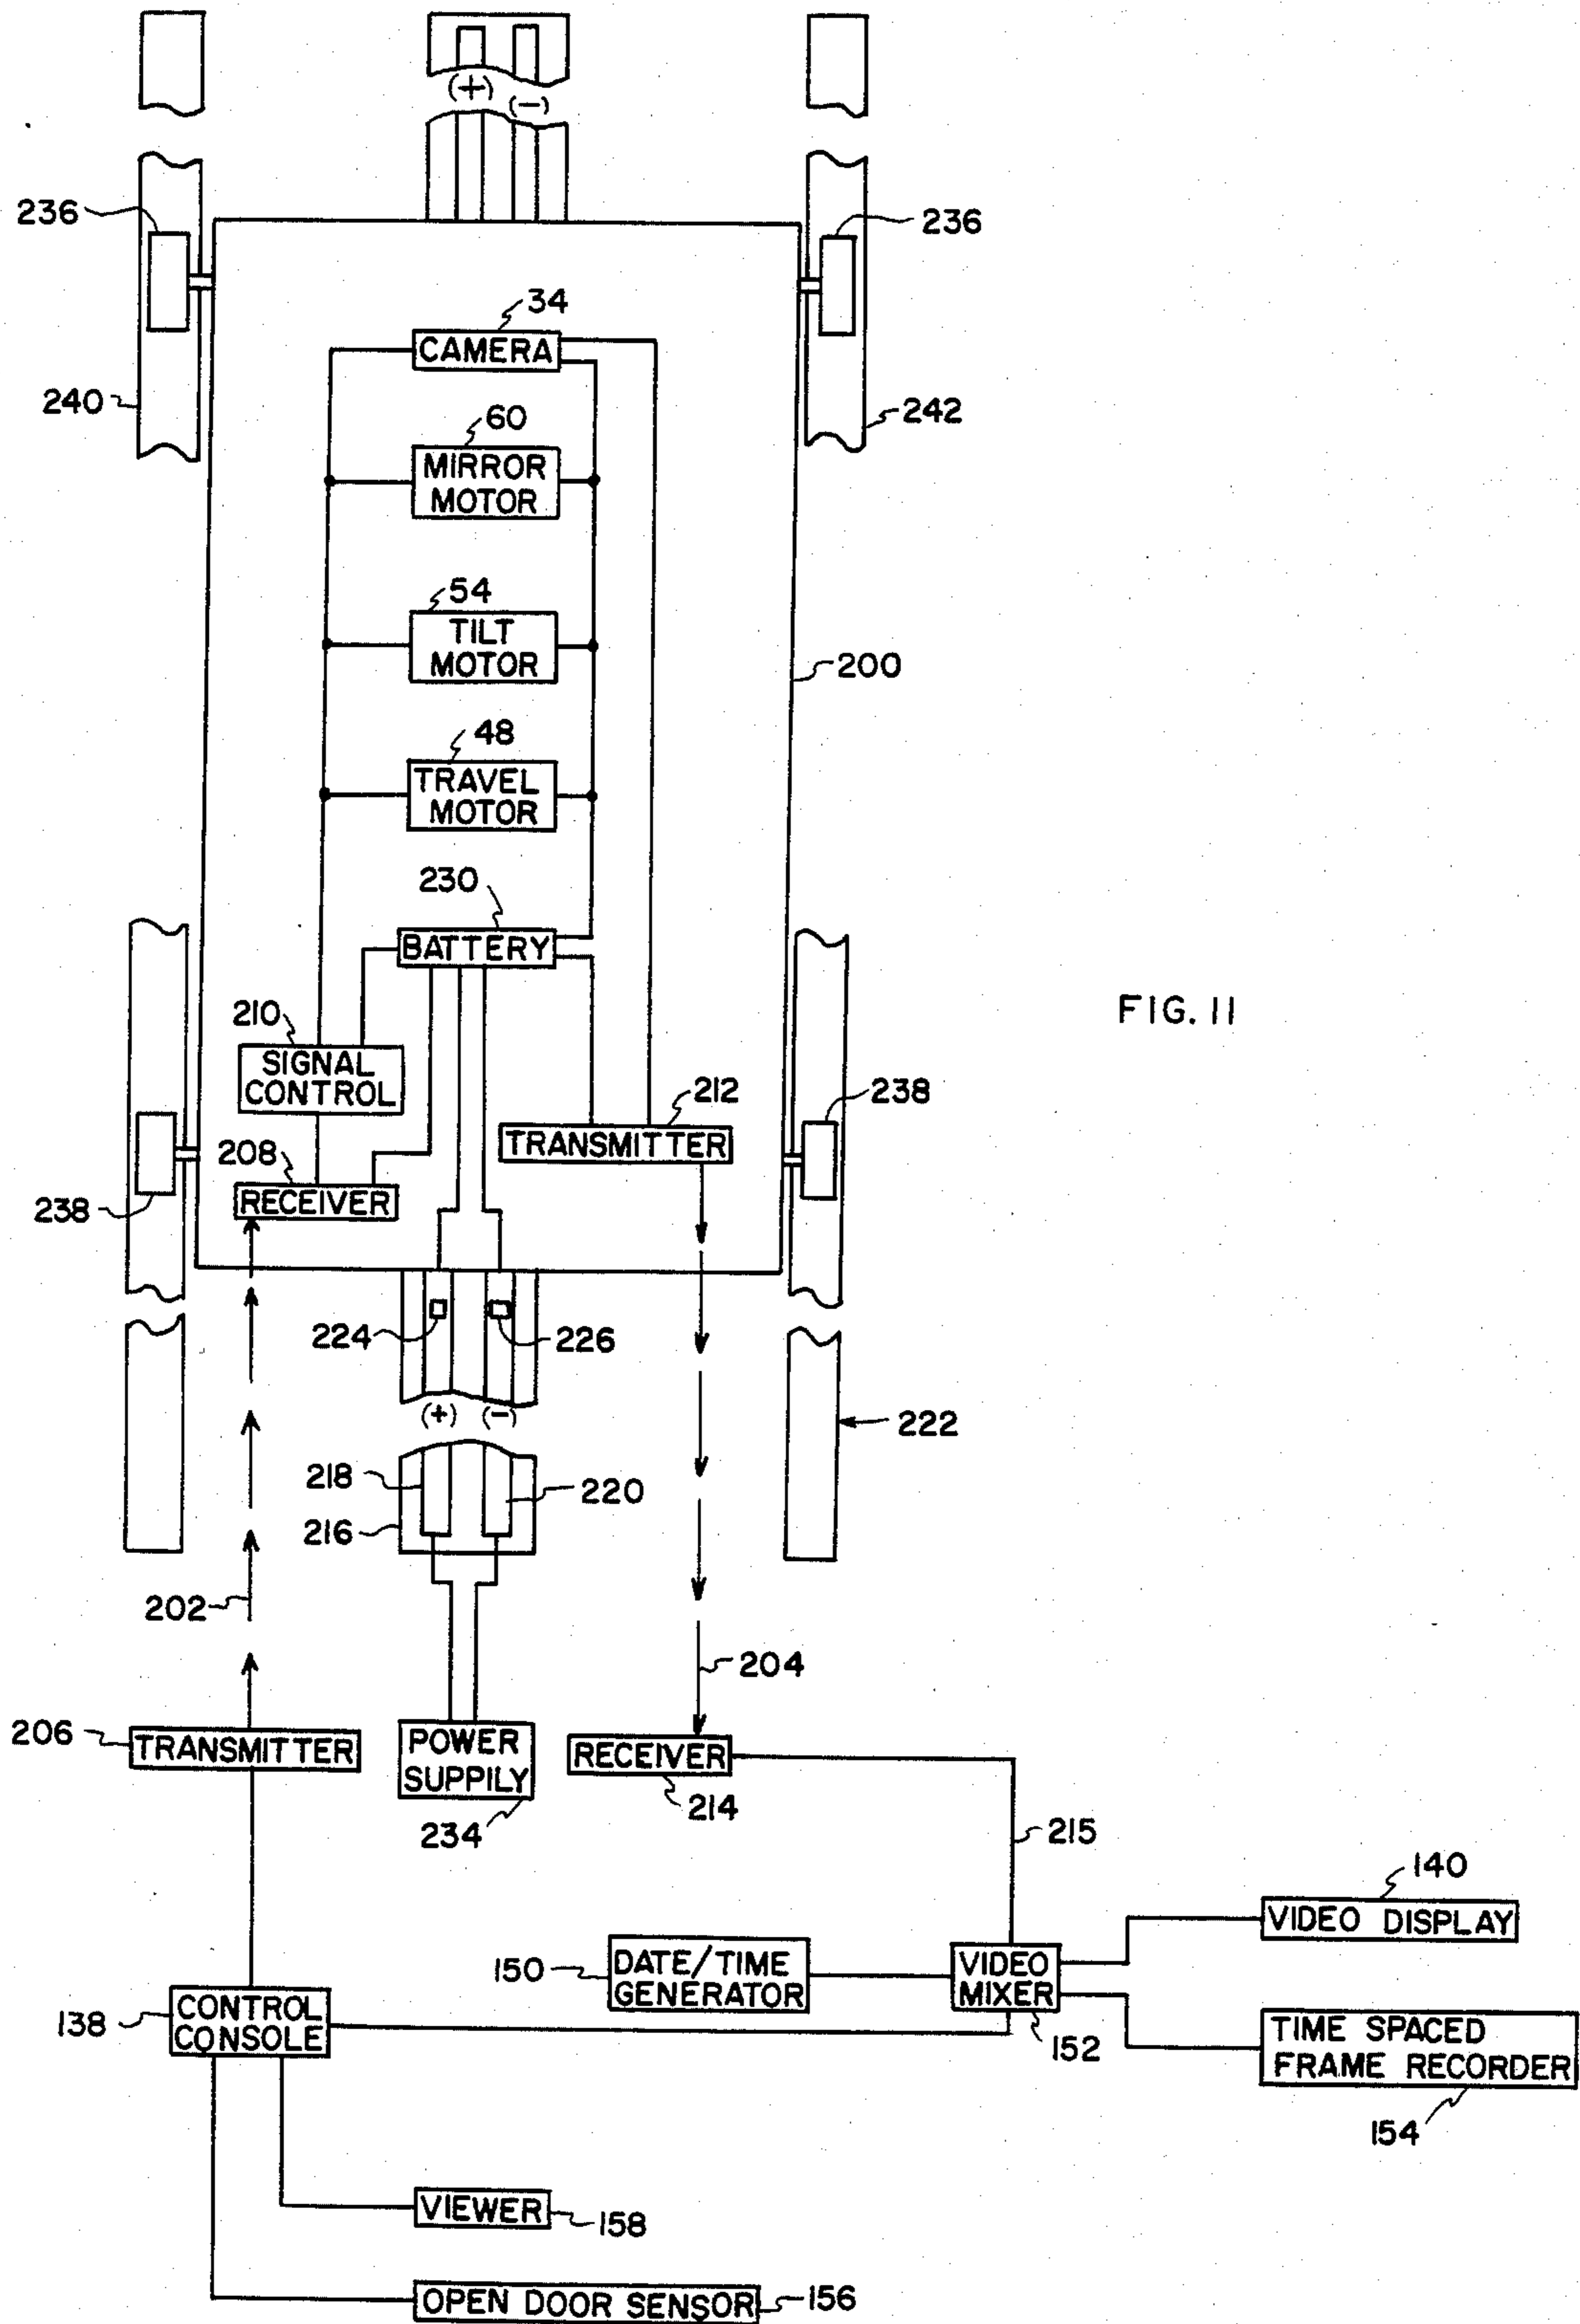 (+)
(-)
236
236
34
CAMERA
240
242
60
MIRROR
MOTOR
54
TILT
MOTOR
200
48
TRAVEL
MOTOR
230
BATTERY
210
SIGNAL
CONTROL
FIG. 11
212
238
TRANSMITTER
208
RECEIVER
238
224
226
(+)
(-)
222
218
220
216
202
204
206
TRANSMITTER
POWER
SUPPILY
234
RECEIVER
214
215
140
VIDEO DISPLAY
150
DATE/TIME
GENERATOR
VIDEO
MIXER
152
138
CONTROL
CONSOLE
TIME SPACED
FRAME RECORDER
154
VIEWER
158
OPEN DOOR SENSOR
156